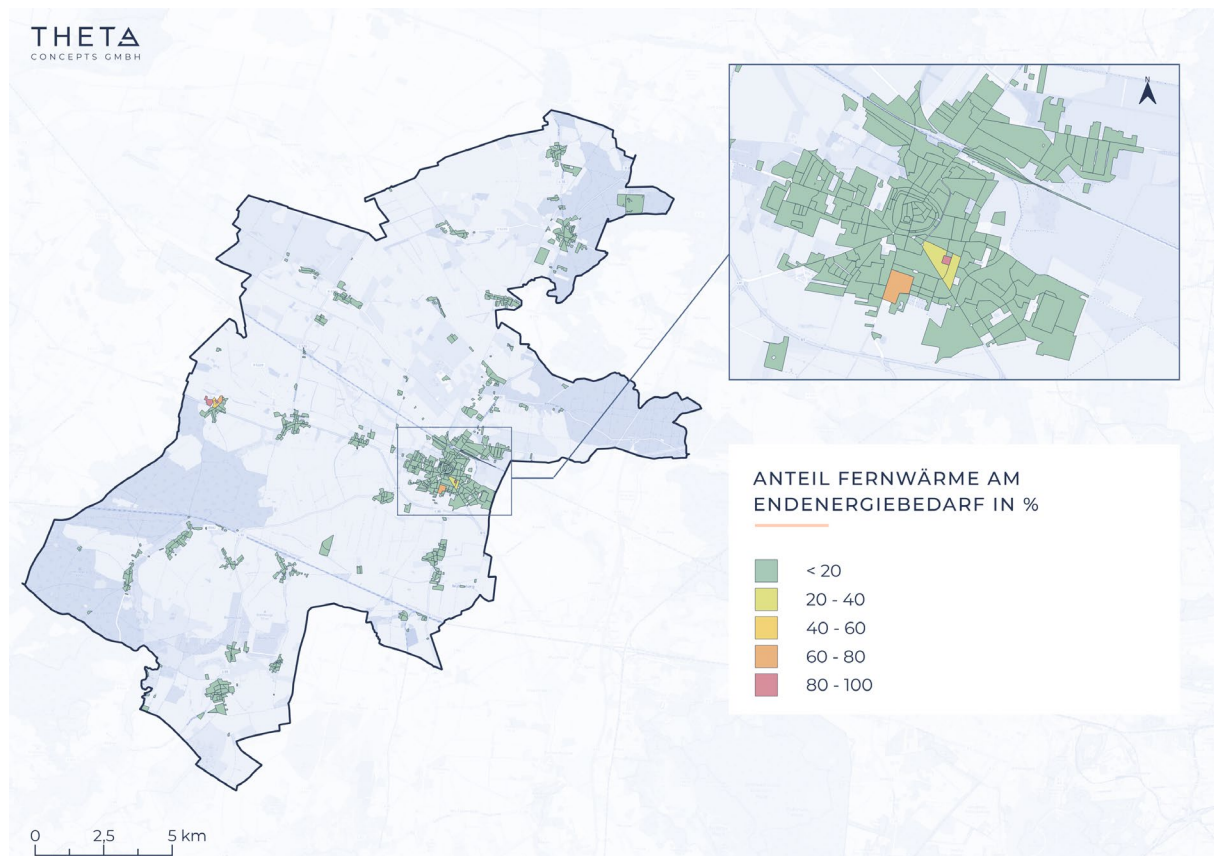 THETA
CONCEPTS GMBH
N
ANTEIL FERNWÄRME AM
ENDENERGIEBEDARF IN %
< 20
20 - 40
40 - 60
60 - 80
80 - 100
0 2,5 5 km